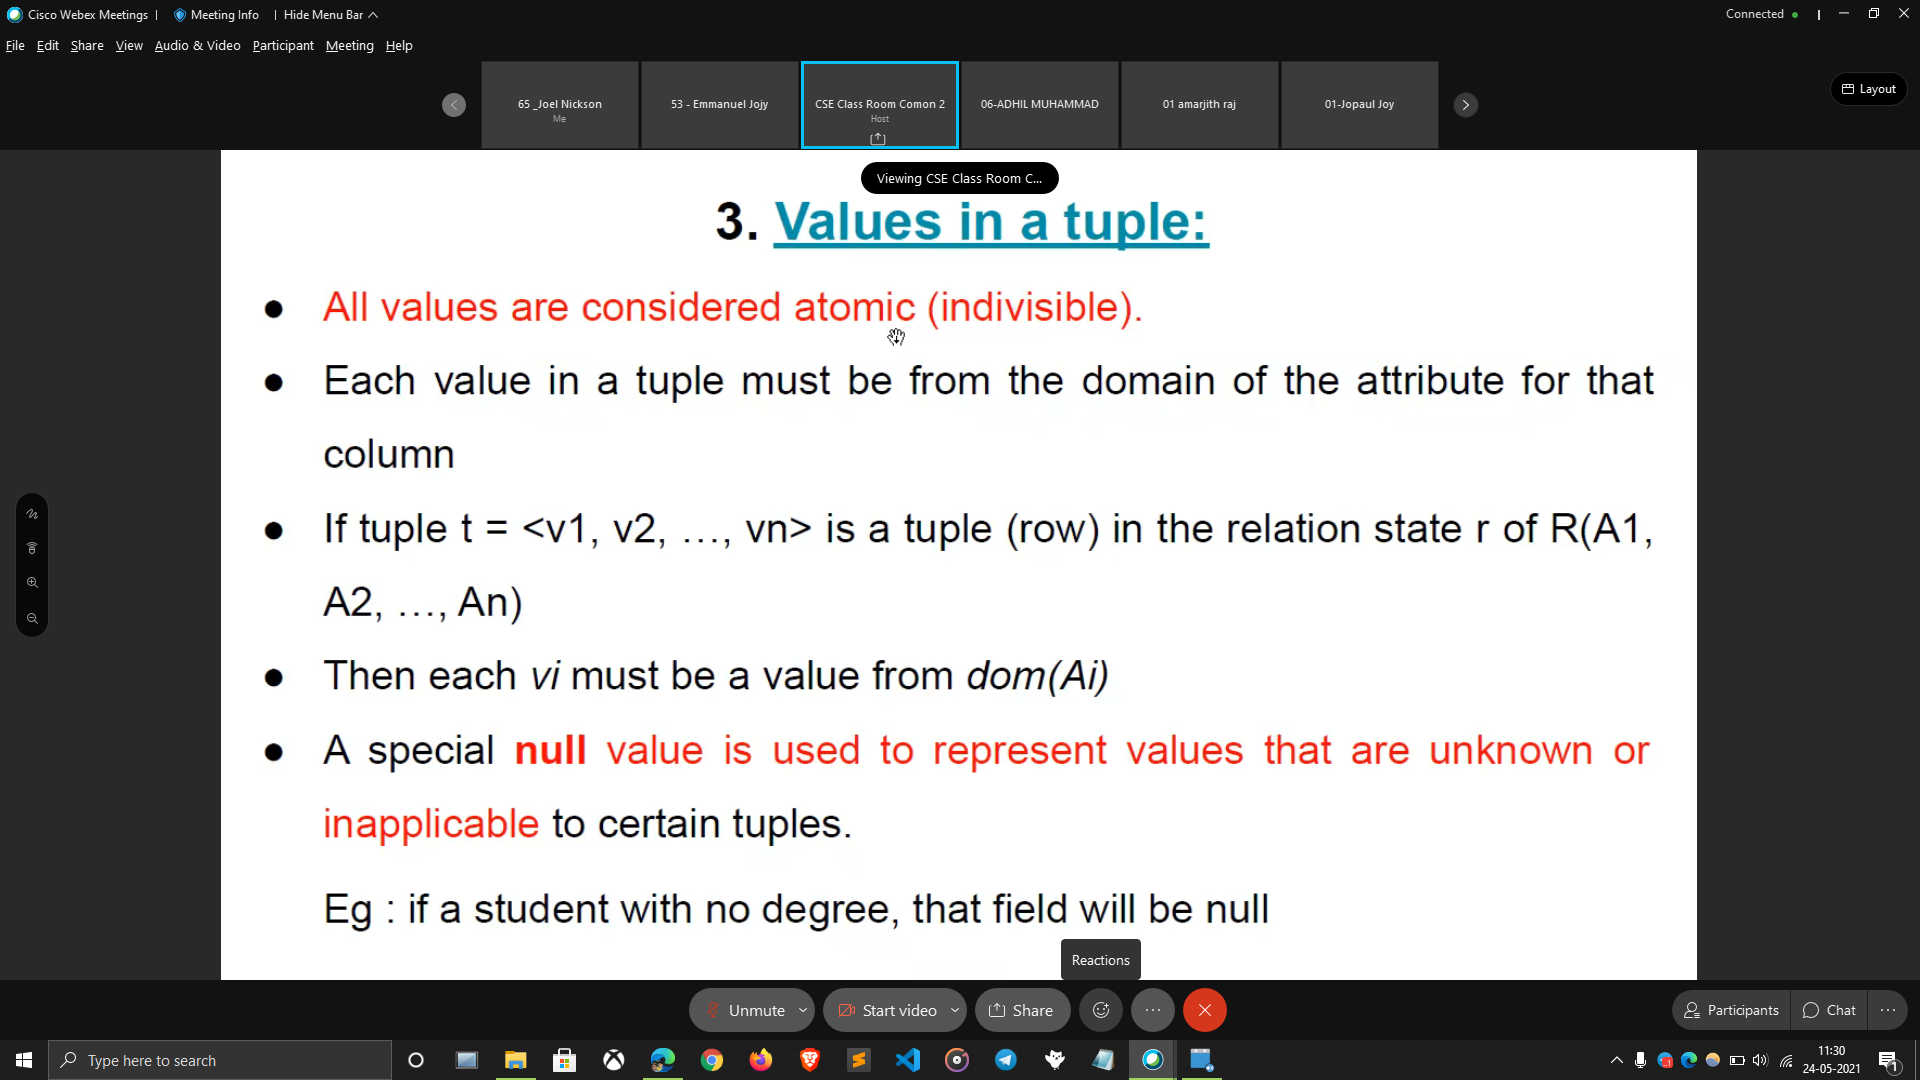 Cisco Webex Meetings | Meeting Info | Hide Menu Bar
Connected
File Edit Share View Audio & Video Participant Meeting Help
65 _Joel Nickson
Me
53 - Emmanuel Jojy
CSE Class Room Comon 2
Host
06-ADHIL MUHAMMAD
01 amarjith raj
01-Jopaul Joy
Layout
Viewing CSE Class Room C...
3. Values in a tuple:
● All values are considered atomic (indivisible).
● Each value in a tuple must be from the domain of the attribute for that
column
● If tuple t = <v1, v2, …, vn> is a tuple (row) in the relation state r of R(A1,
A2, …, An)
● Then each vi must be a value from dom(Ai)
● A special null value is used to represent values that are unknown or
inapplicable to certain tuples.
Eg : if a student with no degree, that field will be null
Reactions
Unmute Start video Share
Participants Chat
Type here to search
11:30
24-05-2021
1